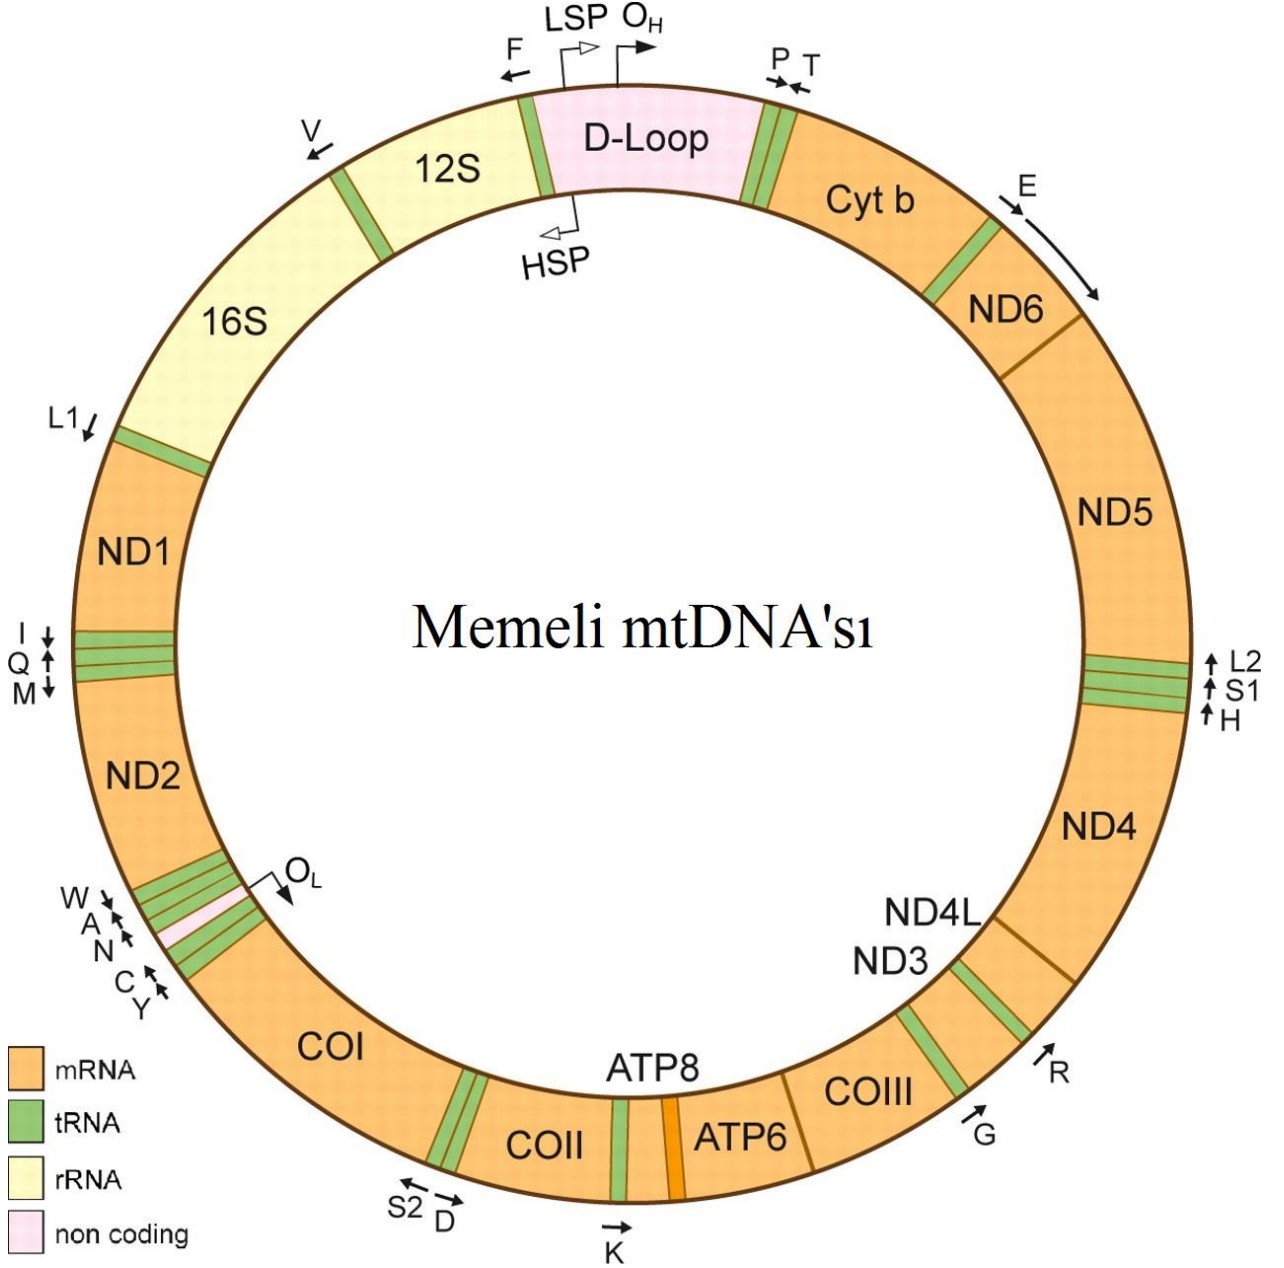 LSP OH
F
P T
V
D-Loop
12S
Cyt b
E
HSP
16S
ND6
L1
ND5
ND1
Memeli mtDNA'sı
I
Q
M
L2
S1
H
ND2
ND4
OL
W
A
N
C
Y
ND4L
ND3
COI
ATP8
R
COIII
COII
ATP6
G
S2 D
K
mRNA
tRNA
rRNA
non coding